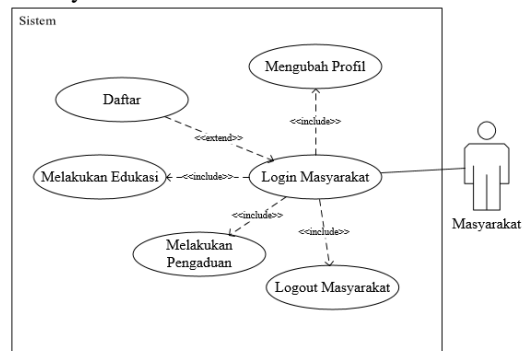 Sistem
Mengubah Profil
Daftar
<<include>>
<<extend>>
Melakukan Edukasi
<<include>>
Login Masyarakat
Masyarakat
<<include>>
<<include>>
Melakukan
Pengaduan
Logout Masyarakat